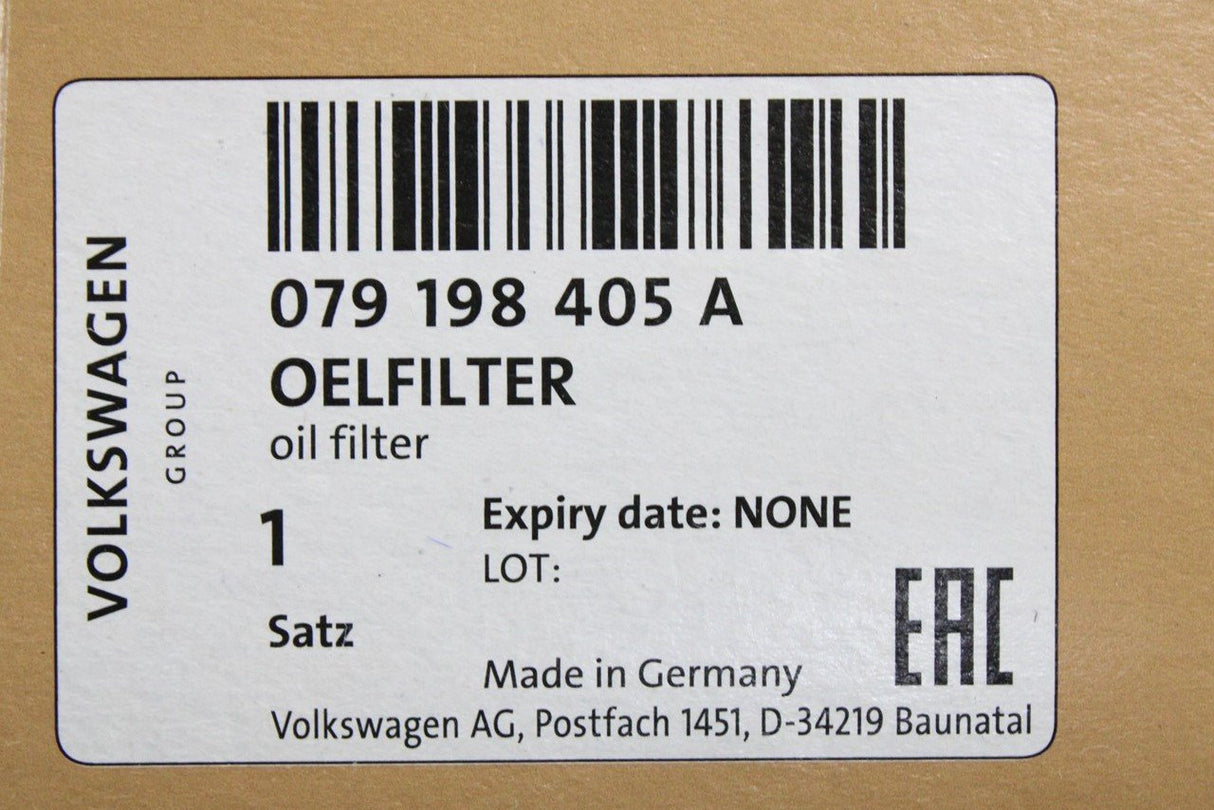 VOLKSWAGEN
GROUP
079 198 405 A
OELFILTER
oil filter
1
Expiry date: NONE
LOT:
Satz
EAC
Made in Germany
Volkswagen AG, Postfach 1451, D-34219 Baunatal